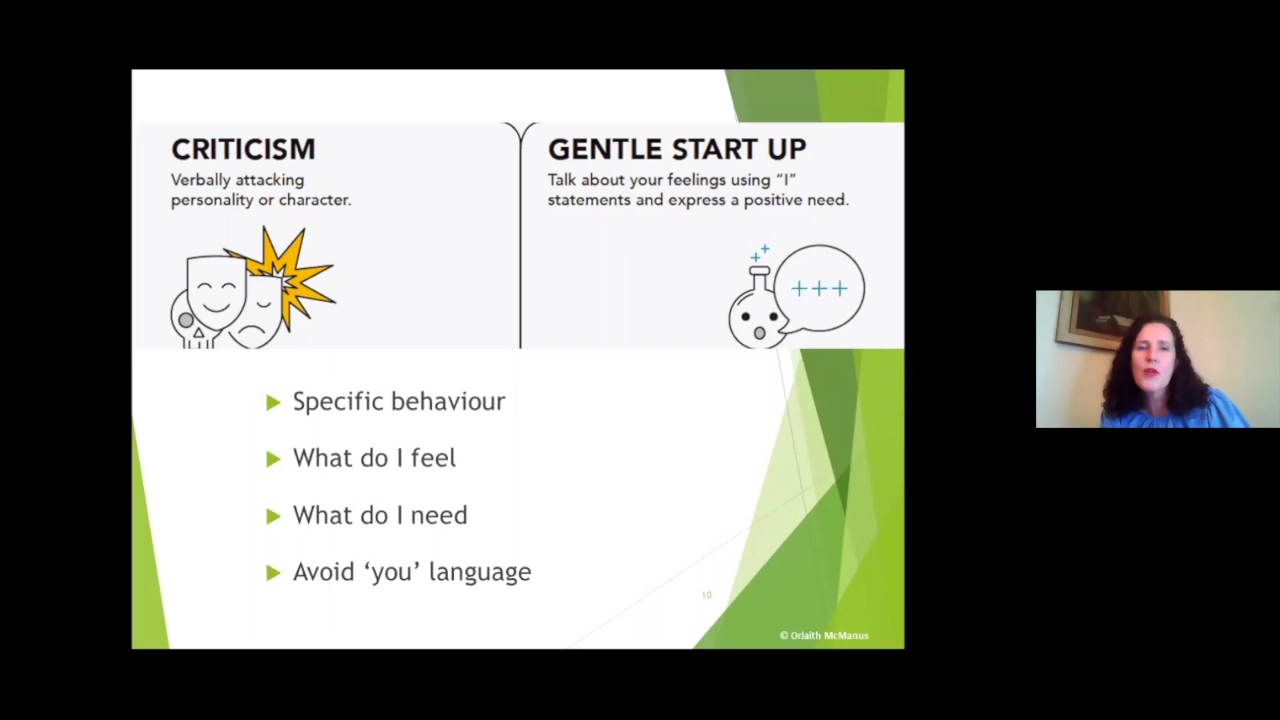 CRITICISM
Verbally attacking
personality or character.
GENTLE START UP
Talk about your feelings using “I”
statements and express a positive need.
Specific behaviour
What do I feel
What do I need
Avoid ‘you’ language
10
© Orlaith McManus